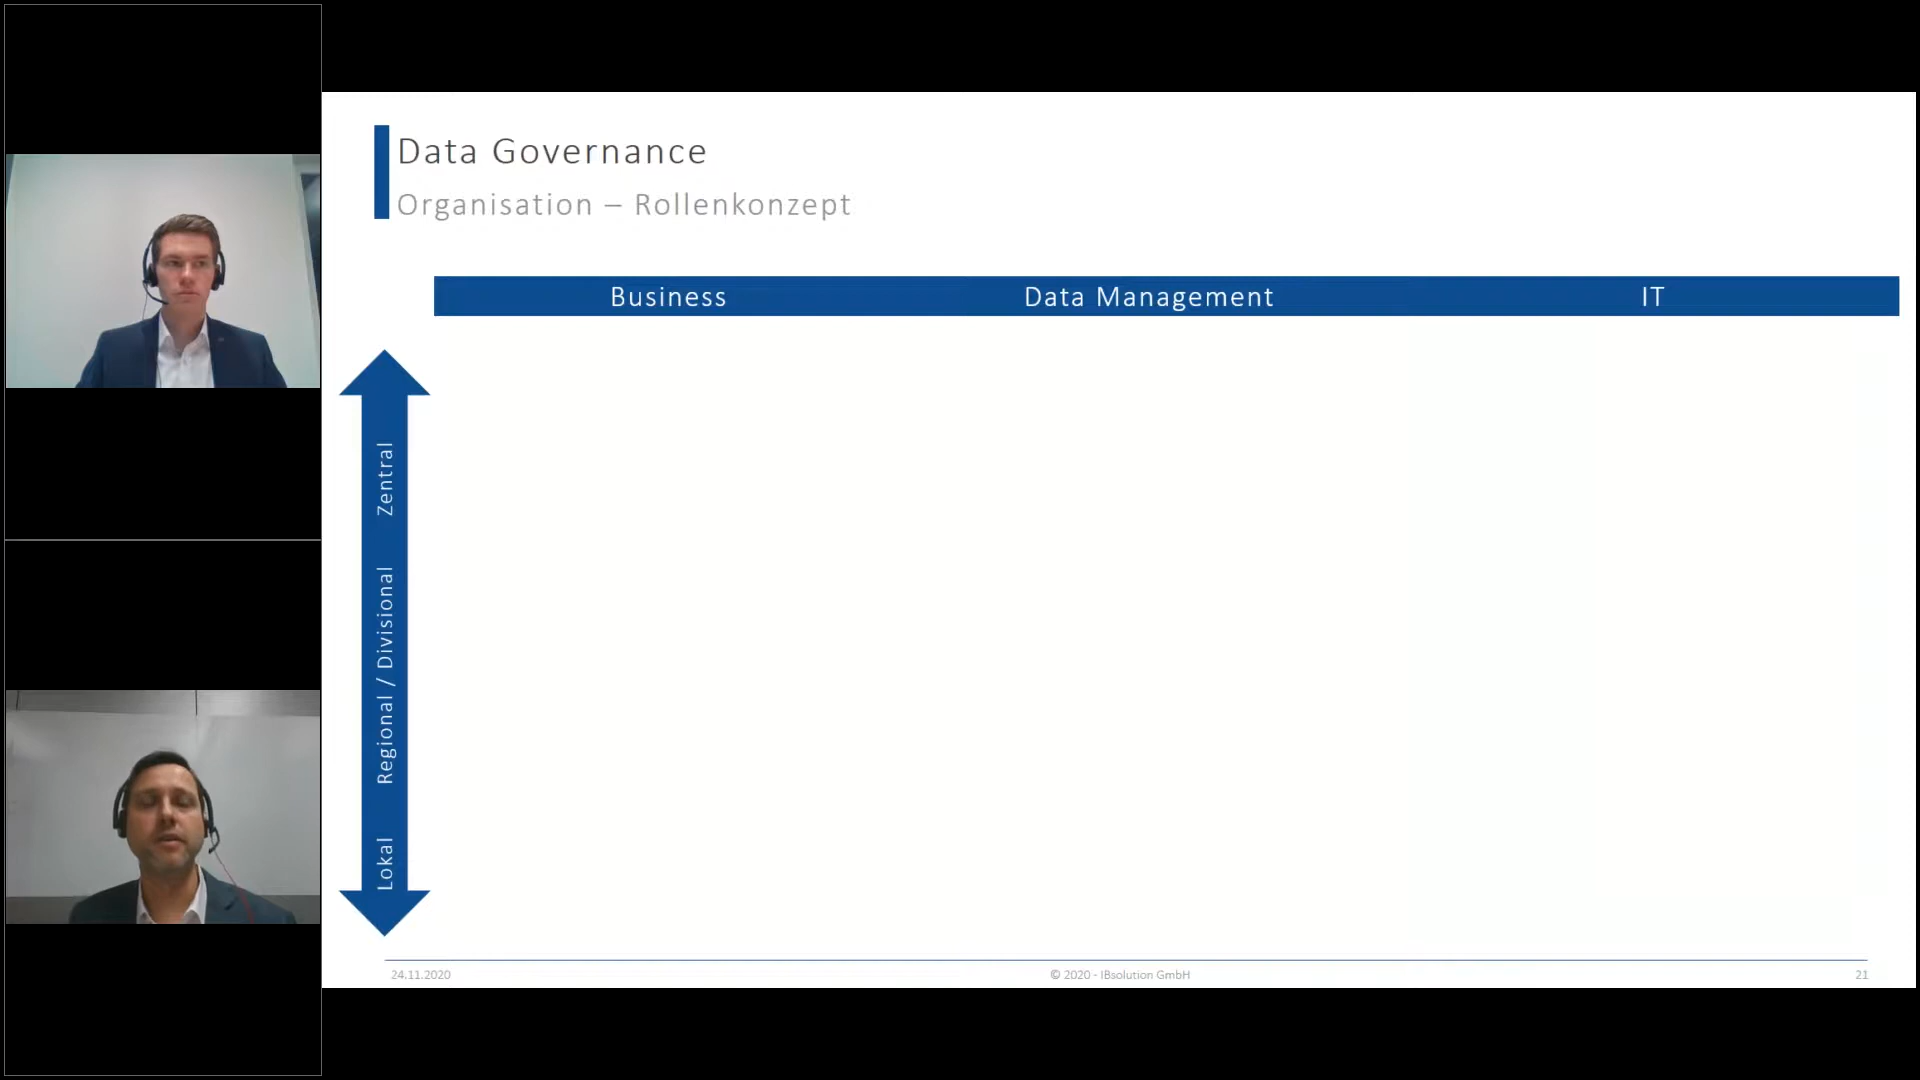 Data Governance
Organisation – Rollenkonzept
Business
Data Management
IT
Zentral
Regional / Divisional
Lokal
24.11.2020
© 2020 - IBsolution GmbH
21